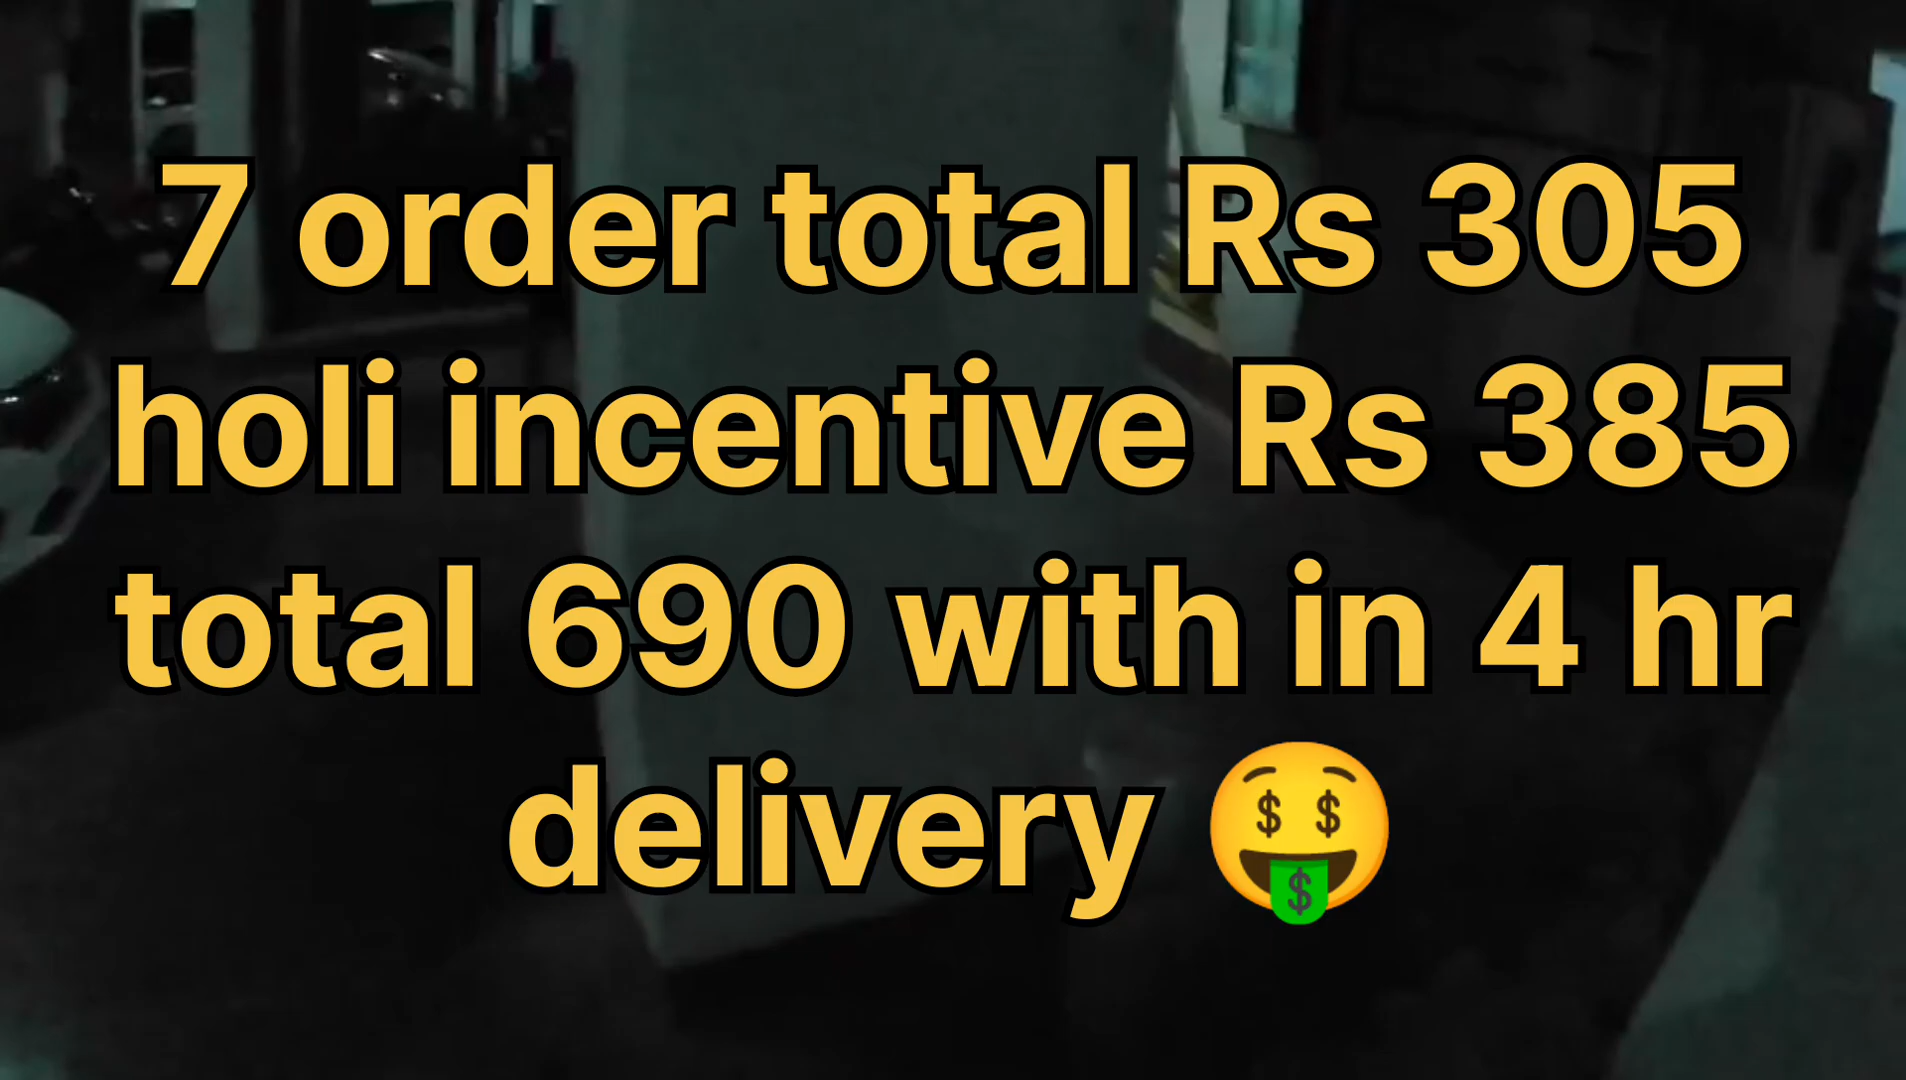 7 order total Rs 305
holi incentive Rs 385
total 690 with in 4 hr
delivery 🤑